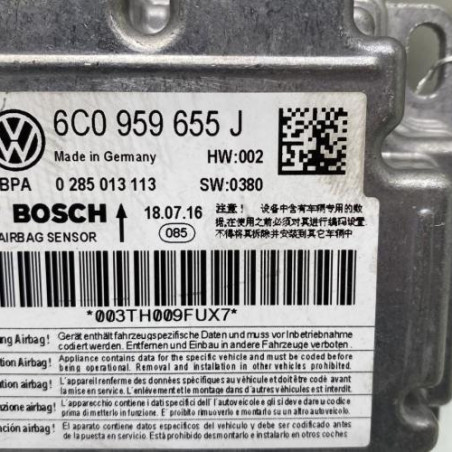 6C0 959 655 J
Made in Germany HW:002
BPA 0 285 013 113 SW:0380
BOSCH 18.07.16 注意！ 设备中含有车辆专用的数
据,在使用之前必须对其进行编码设置
AIRBAG SENSOR 085 不得将其拆除并安装到其它车辆中
*003TH009FUX7*
Airbag! Gerät enthält fahrzeugspezifische Daten und muss vor Inbetriebnahme
codiert werden. Entfernen und Einbau in andere Fahrzeuge verboten.
Airbag! Appliance contains data for the specific vehicle and must be coded before
being operated. Removal and installation in other vehicles prohibited.
airbag! L'appareil renferme des données spécifiques au véhicule et doit être codé avant
la mise en service. L'enlèvement et le montage dans d'autres véhicules est interdit.
airbag! L'apparecchio contiene dati specifici dell'autoveicolo e gli si deve dare u codice
prima di metterlo in funzione. E' proibito rimuoverlo e montarlo su un altro autoveicolo.
airbag! El aparato contiene datos específicos del vehículo y debe ser codificado antes
de la puesta en servicio. Está prohibido desmontarlo e instalarlo en otros coches